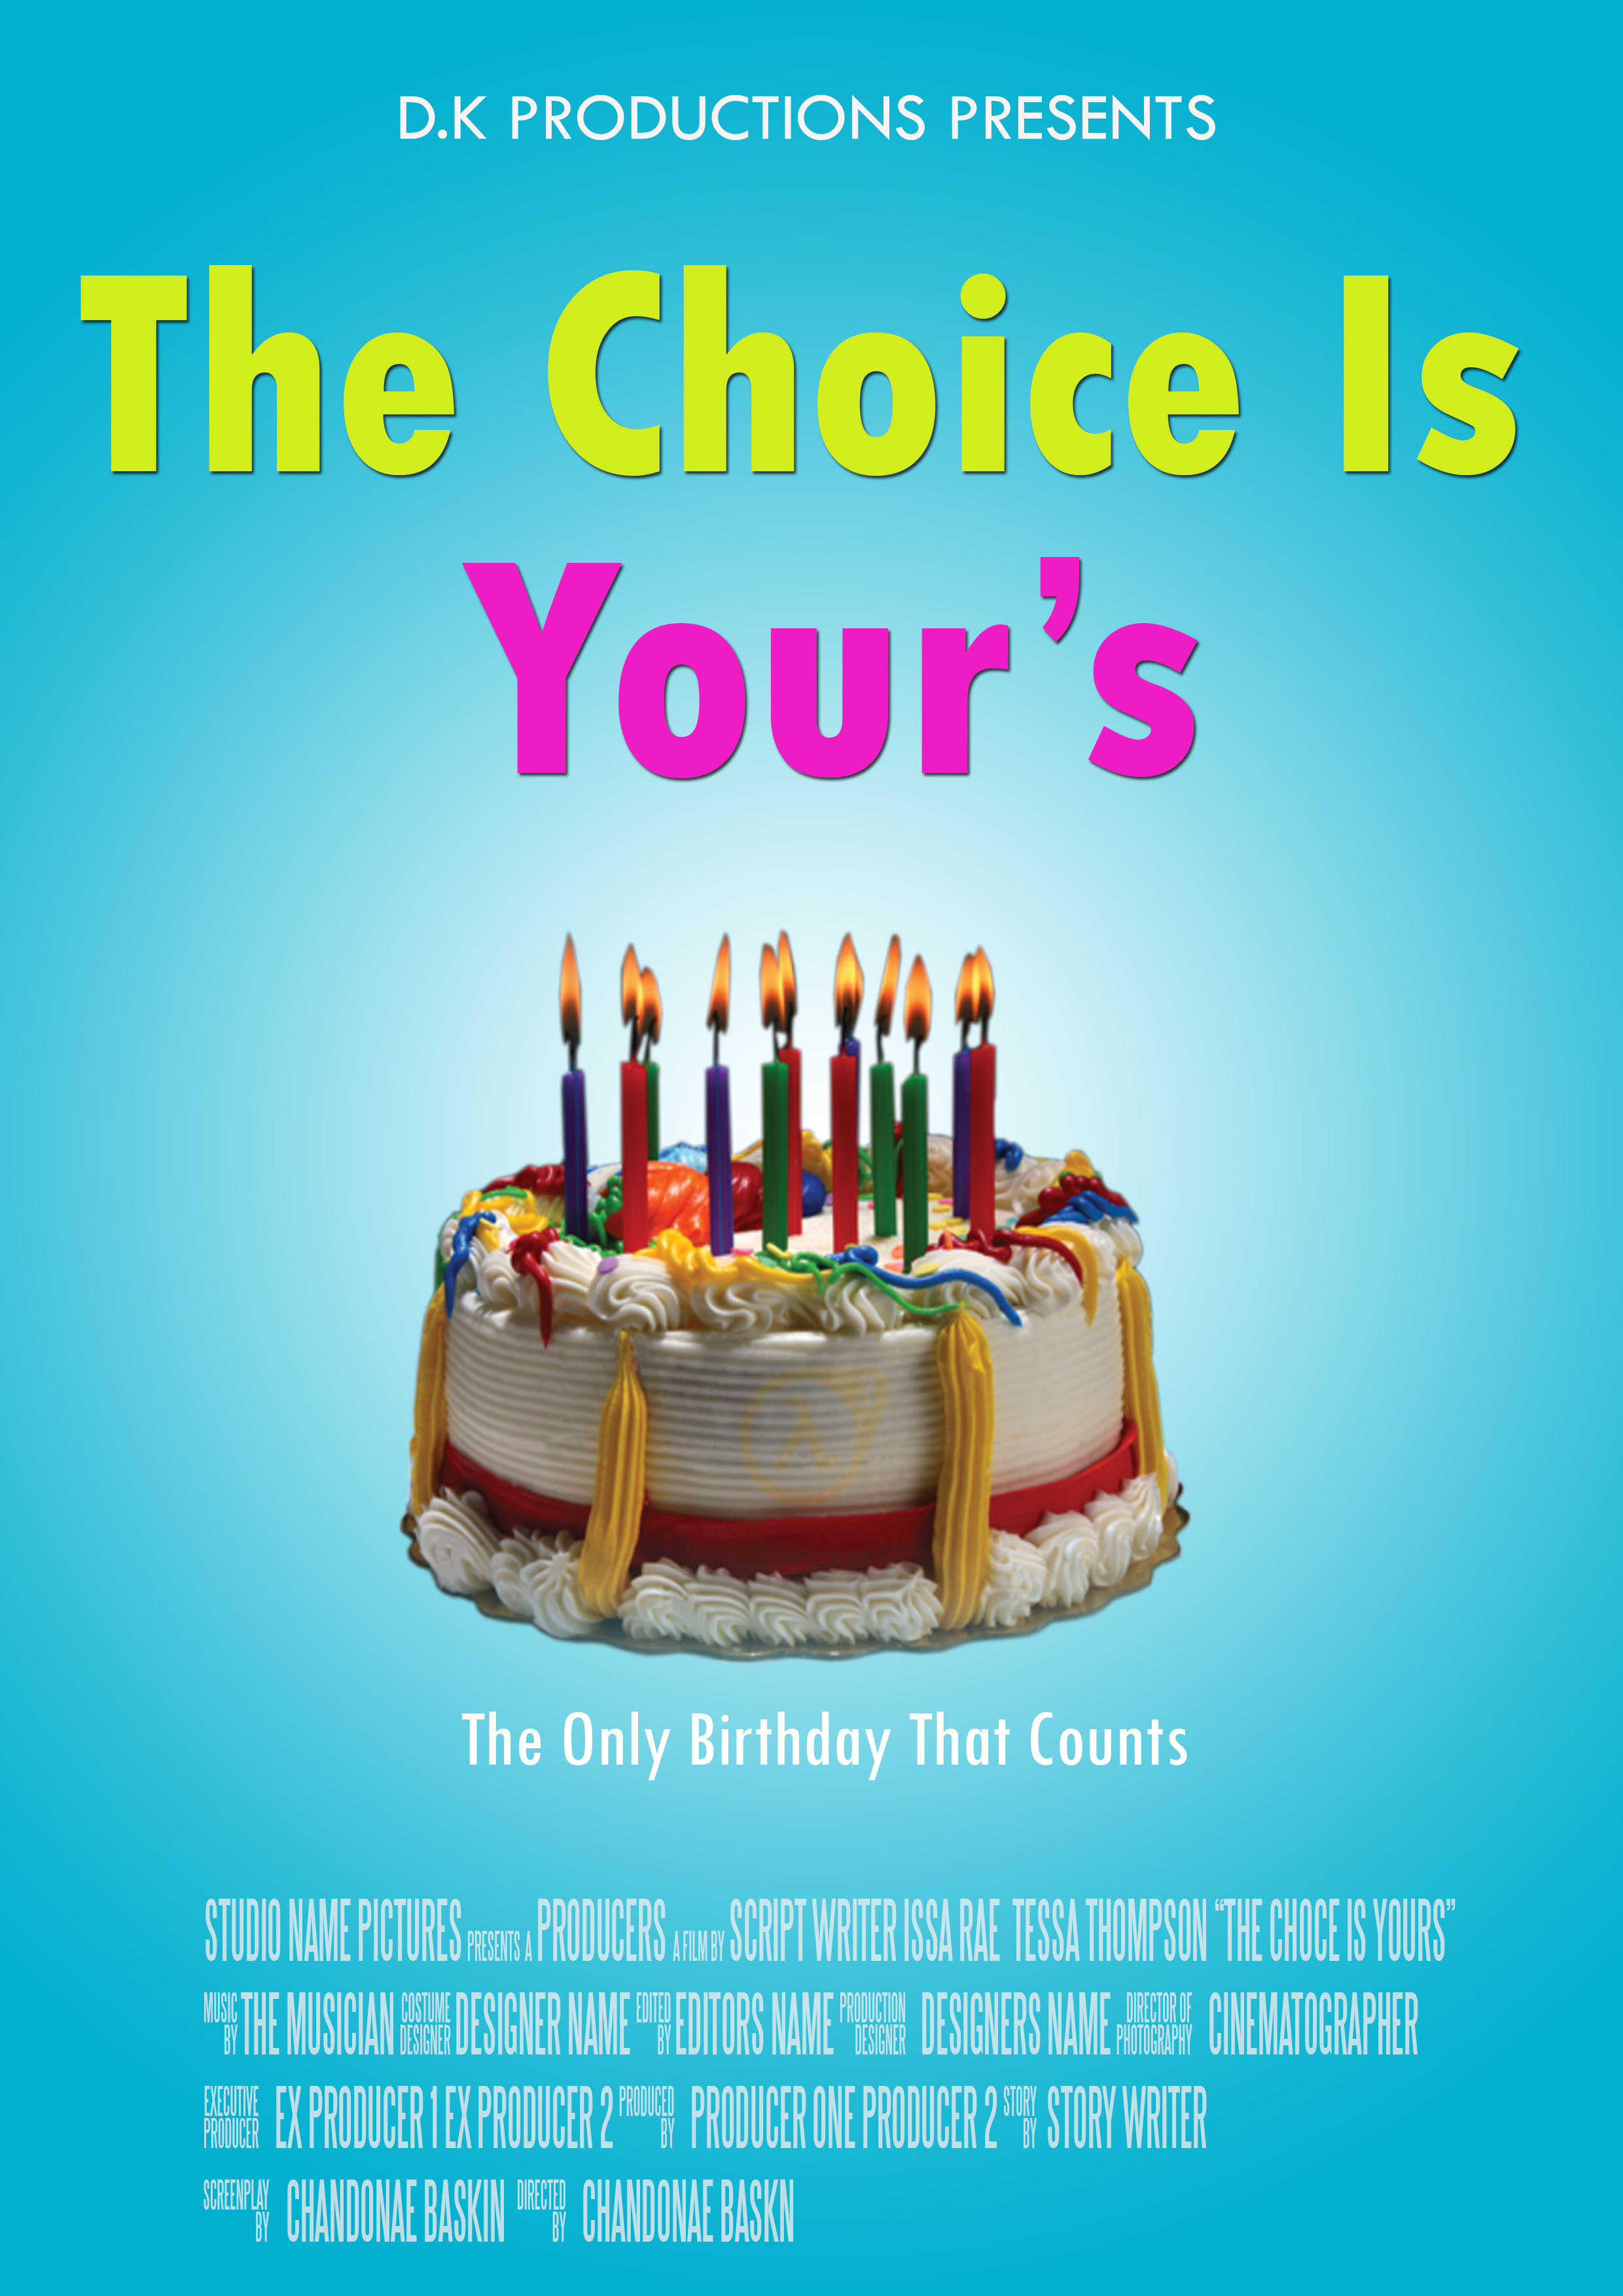 D.K PRODUCTIONS PRESENTS
The Choice Is
Your’s
λ3
The Only Birthday That Counts
STUDIO NAME PICTURES PRESENTS A PRODUCERS A FILM BY SCRIPT WRITER ISSA RAE TESSA THOMPSON “THE CHOCE IS YOURS”
MUSIC BY THE MUSICIAN COSTUME DESIGNER DESIGNER NAME EDITED BY EDITORS NAME PRODUCTION DESIGNER DESIGNERS NAME DIRECTOR OF PHOTOGRAPHY CINEMATOGRAPHER
EXECUTIVE PRODUCER EX PRODUCER 1 EX PRODUCER 2 PRODUCED BY PRODUCER ONE PRODUCER 2 STORY BY STORY WRITER
SCREENPLAY BY CHANDONAE BASKIN DIRECTED BY CHANDONAE BASKN